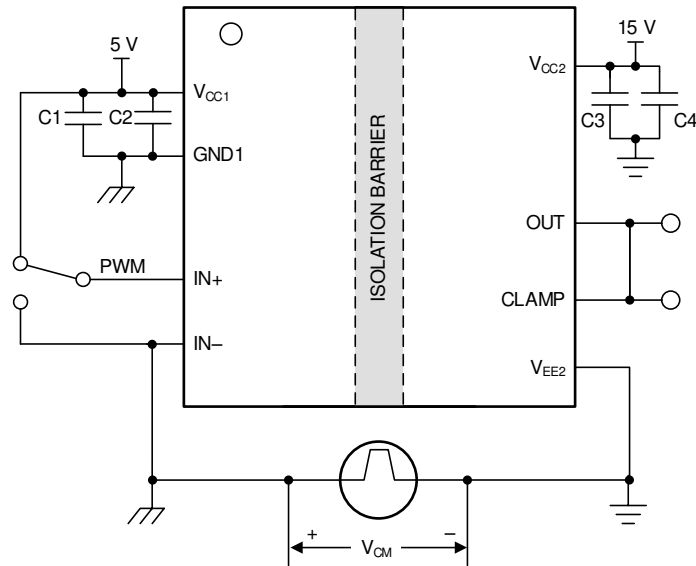 5 V
15 V
VCC1
VCC2
C1
C2
C3
C4
GND1
ISOLATION BARRIER
OUT
PWM
IN+
CLAMP
IN–
VEE2
+
VCM
–